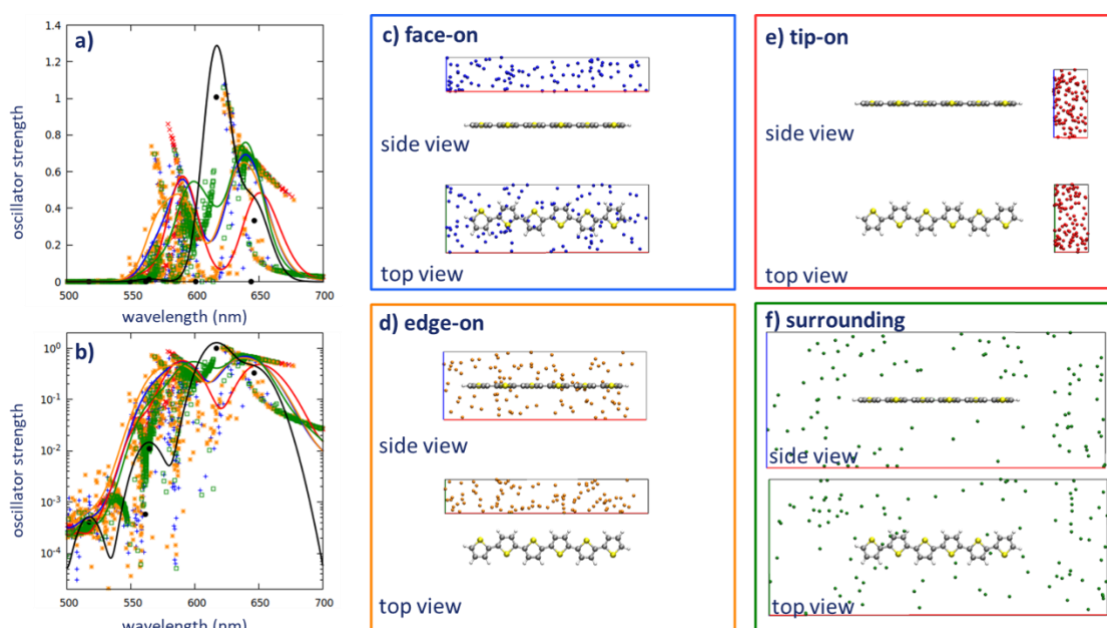 a)
oscillator strength
1.4
1.2
1
0.8
0.6
0.4
0.2
0
500 550 600 650 700
wavelength (nm)
b)
oscillator strength
10⁰
10⁻¹
10⁻²
10⁻³
10⁻⁴
500 550 600 650 700
wavelength (nm)
c) face-on
side view
top view
d) edge-on
side view
top view
e) tip-on
side view
top view
f) surrounding
side view
top view